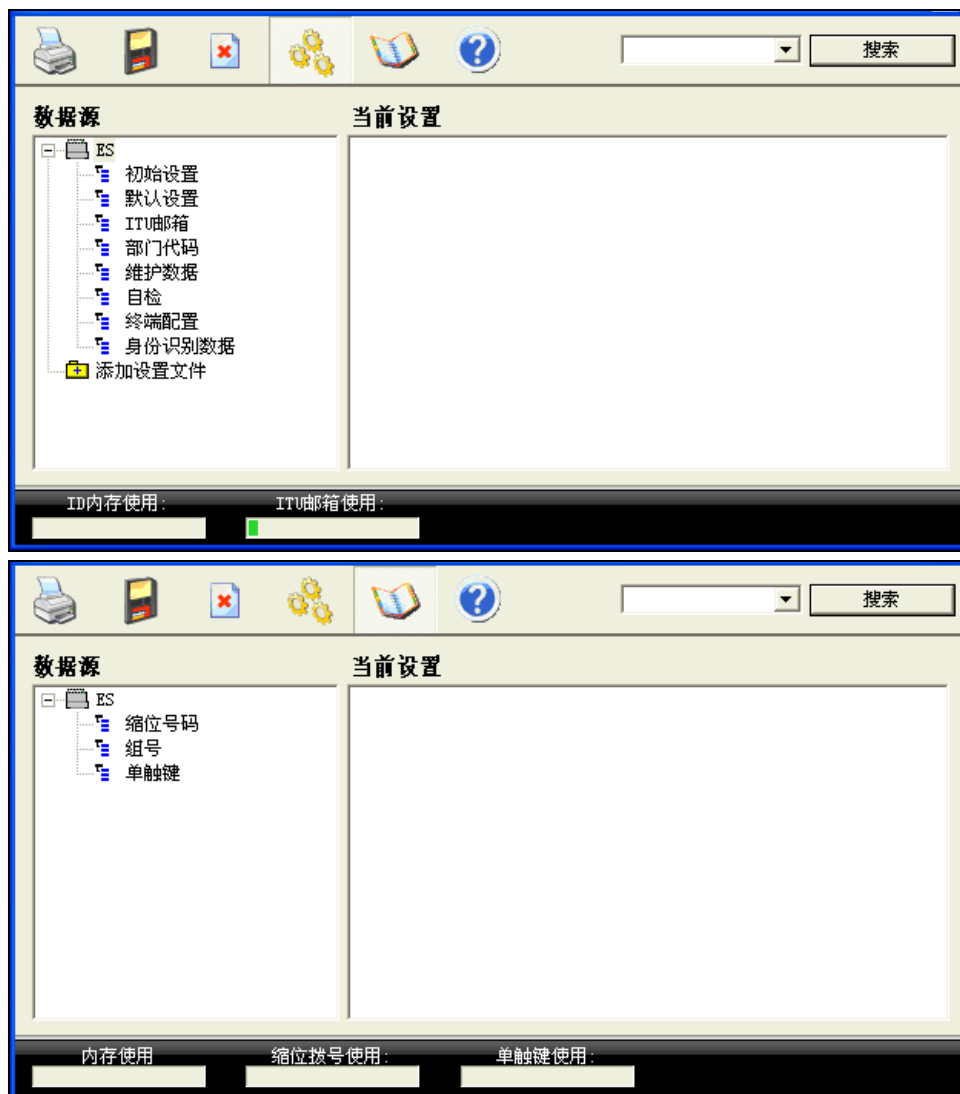 搜索
数据源
当前设置
ES
初始设置
默认设置
ITU邮箱
部门代码
维护数据
自检
终端配置
身份识别数据
添加设置文件
ID内存使用:
ITU邮箱使用:
搜索
数据源
当前设置
ES
缩位号码
组号
单触键
内存使用
缩位拨号使用:
单触键使用: